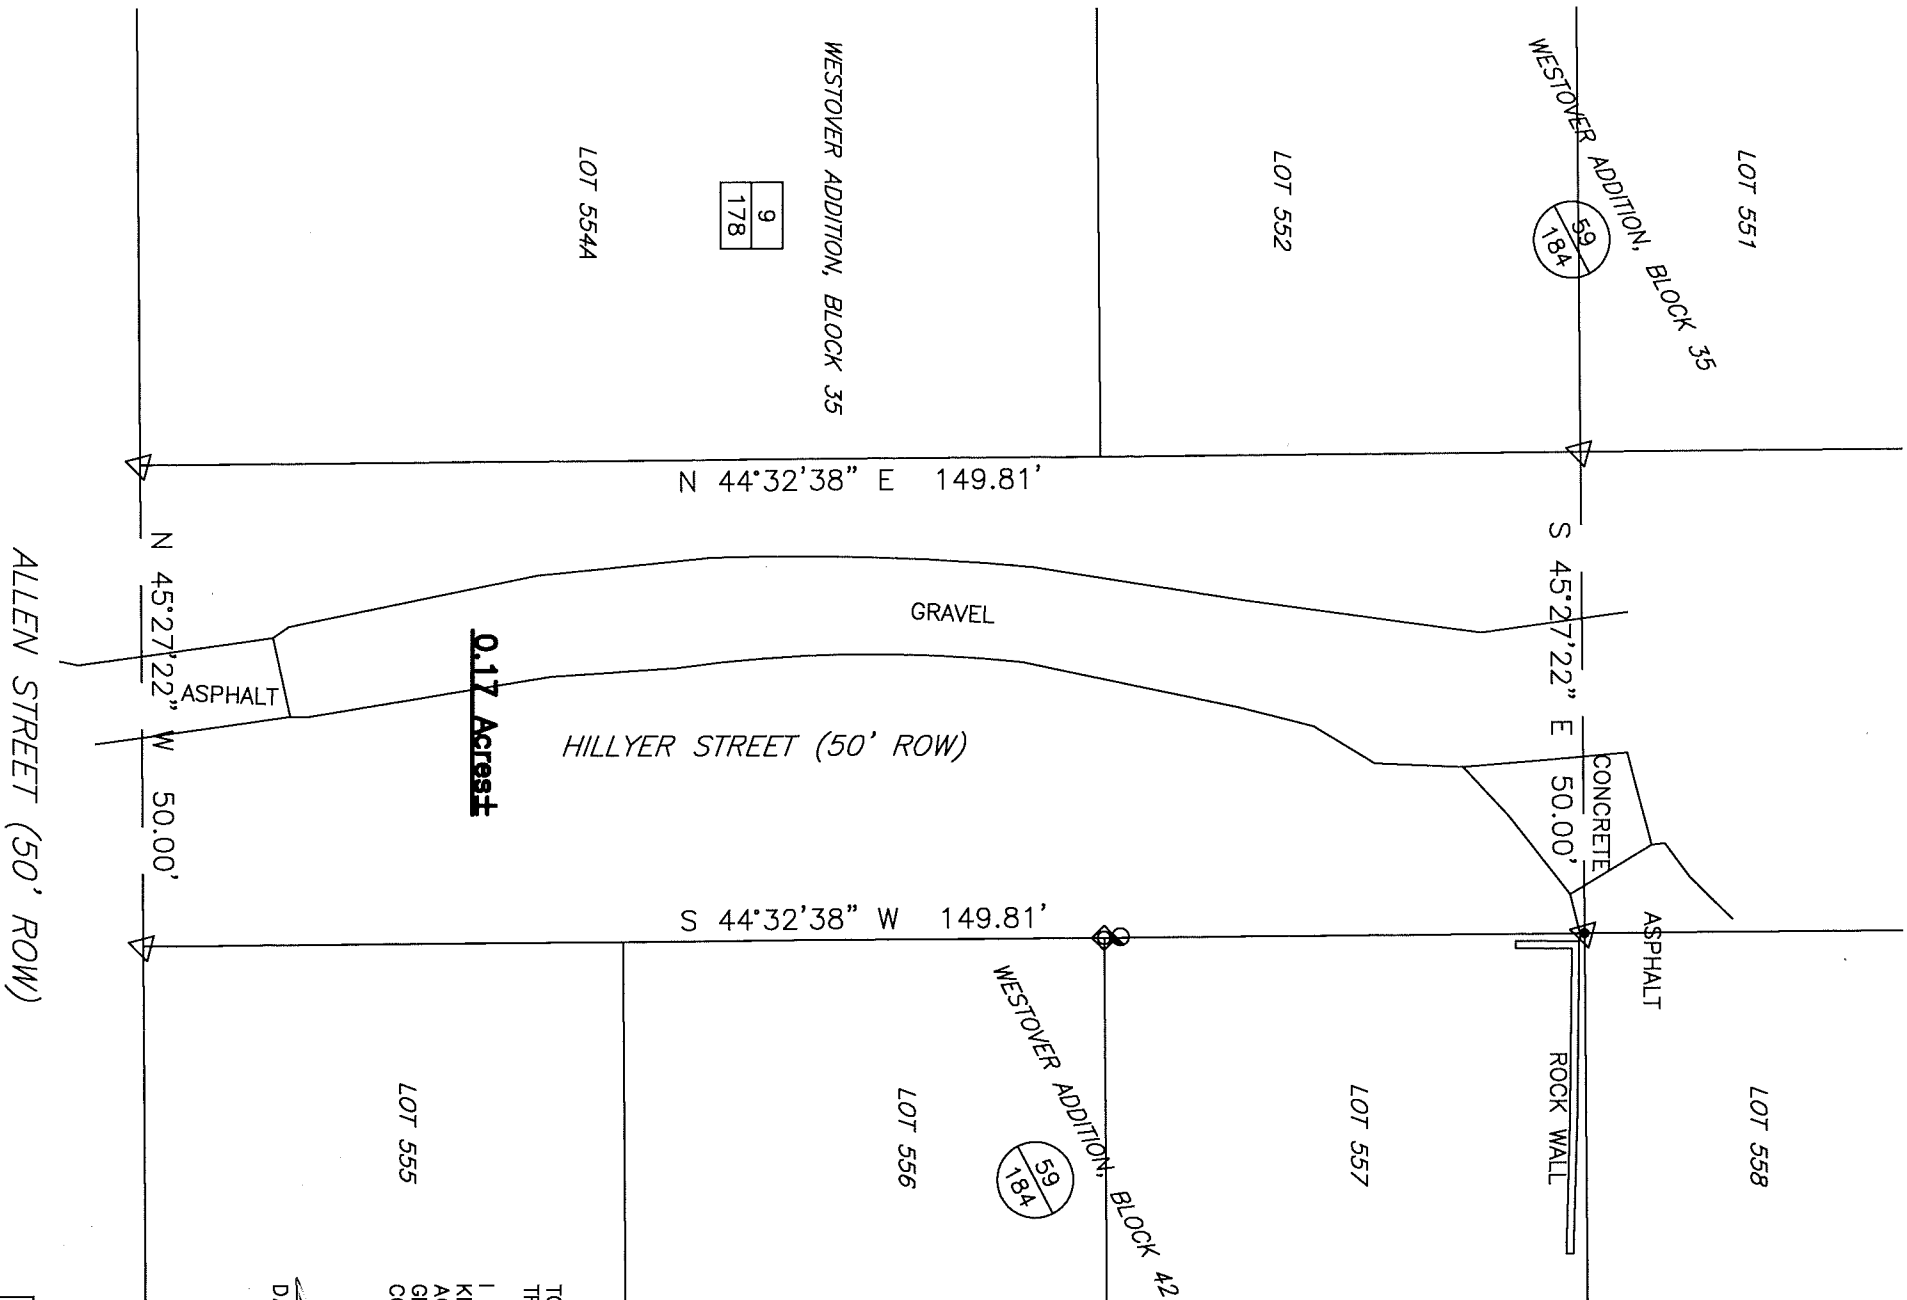 LOT 551
WESTOVER ADDITION, BLOCK 35
59
184
LOT 552
WESTOVER ADDITION, BLOCK 35
9
178
LOT 554A
N 44°32'38" E 149.81'
S 45°27'22" E 50.00'
GRAVEL
N 45°27'22" W 50.00'
ASPHALT
0.17 Acres±
HILLYER STREET (50' ROW)
CONCRETE
ASPHALT
S 44°32'38" W 149.81'
ALLEN STREET (50' ROW)
ROCK WALL
LOT 558
LOT 557
WESTOVER ADDITION, BLOCK 42
59
184
LOT 556
LOT 555